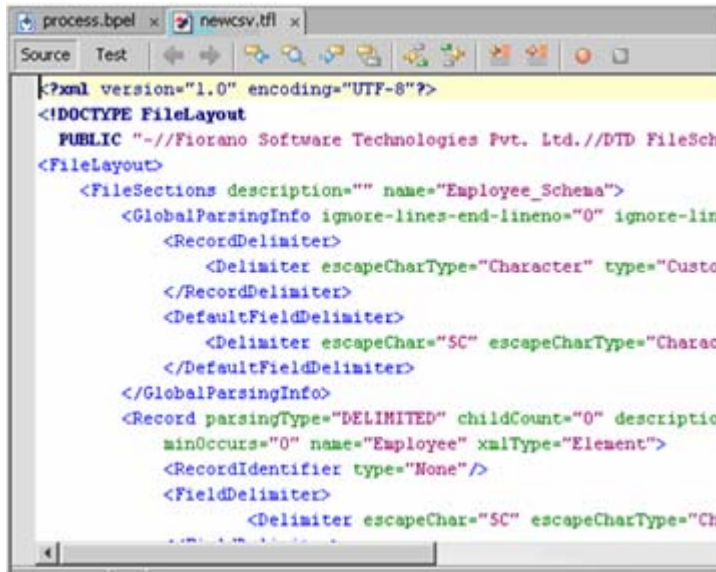 process.bpel × newcsv.tfl ×
Source Test
<?xml version="1.0" encoding="UTF-8"?>
<!DOCTYPE FileLayout
PUBLIC "-//Fiorano Software Technologies Pvt. Ltd.//DTD FileSch
<FileLayout>
<FileSections description="" name="Employee_Schema">
<GlobalParsingInfo ignore-lines-end-lineno="0" ignore-lin
<RecordDelimiter>
<Delimiter escapeCharType="Character" type="Custo
</RecordDelimiter>
<DefaultFieldDelimiter>
<Delimiter escapeChar="5C" escapeCharType="Charac
</DefaultFieldDelimiter>
</GlobalParsingInfo>
<Record parsingType="DELIMITED" childCount="0" descriptio
minOccurs="0" name="Employee" xmlType="Element">
<RecordIdentifier type="None"/>
<FieldDelimiter>
<Delimiter escapeChar="5C" escapeCharType="Ch